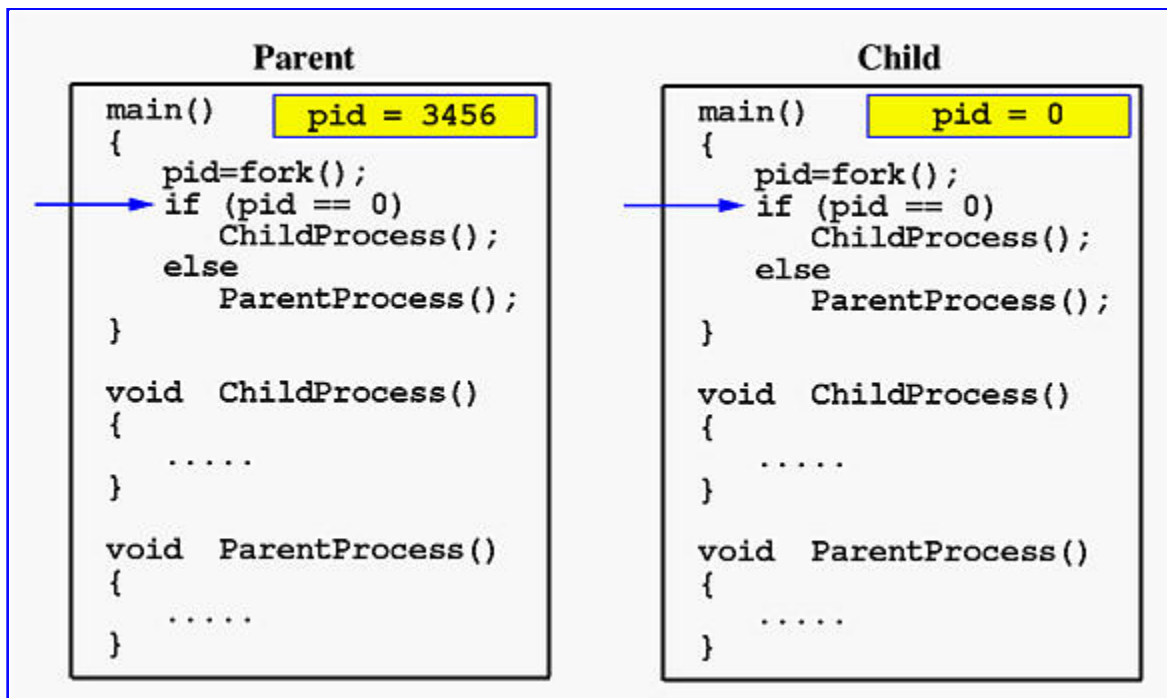 Parent
main()
pid = 3456
{
pid=fork();
if (pid == 0)
ChildProcess();
else
ParentProcess();
}
void ChildProcess()
{
.....
}
void ParentProcess()
{
.....
}
Child
main()
pid = 0
{
pid=fork();
if (pid == 0)
ChildProcess();
else
ParentProcess();
}
void ChildProcess()
{
.....
}
void ParentProcess()
{
.....
}